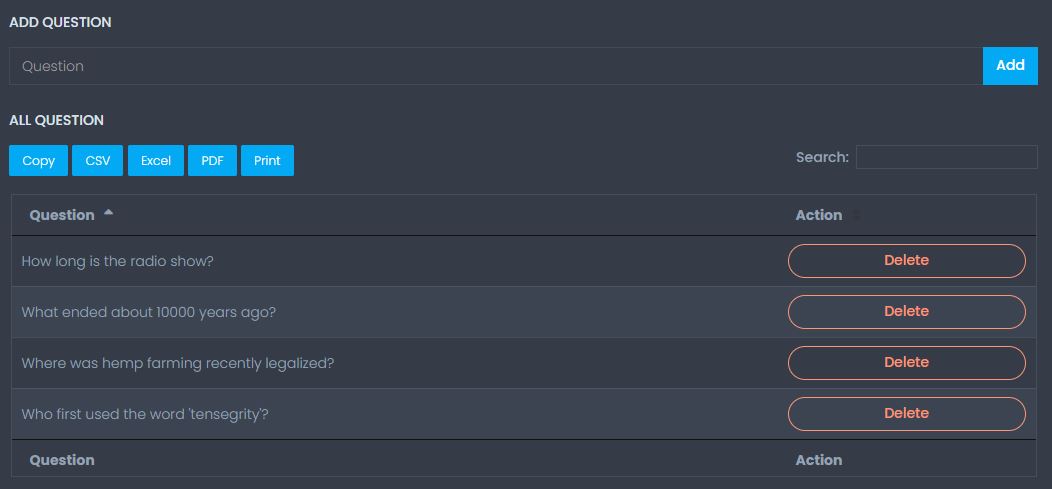 ADD QUESTION
Question Add
ALL QUESTION
Copy CSV Excel PDF Print Search:
Question Action
How long is the radio show? Delete
What ended about 10000 years ago? Delete
Where was hemp farming recently legalized? Delete
Who first used the word 'tensegrity'? Delete
Question Action